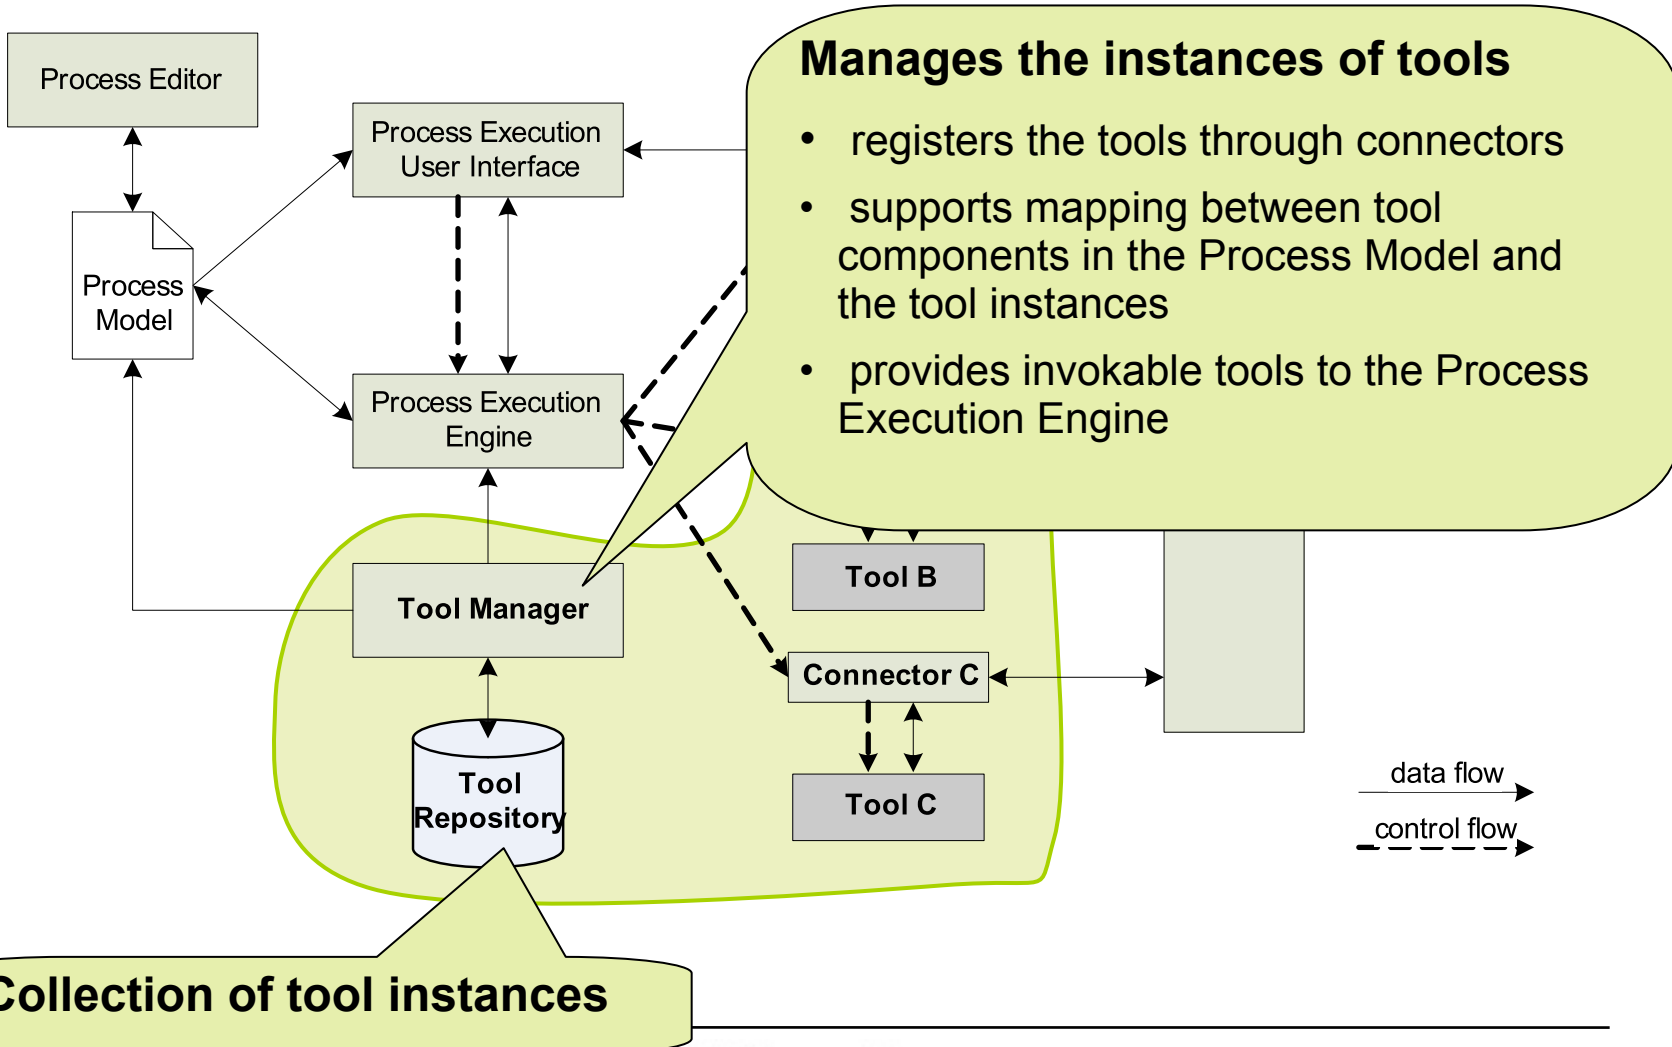 Process Editor
Manages the instances of tools
• registers the tools through connectors
• supports mapping between tool
components in the Process Model and
the tool instances
• provides invokable tools to the Process
Execution Engine
Process Execution
User Interface
Process
Model
Process Execution
Engine
Tool Manager
Tool
Repository
Tool B
Connector C
Tool C
data flow
control flow
Collection of tool instances